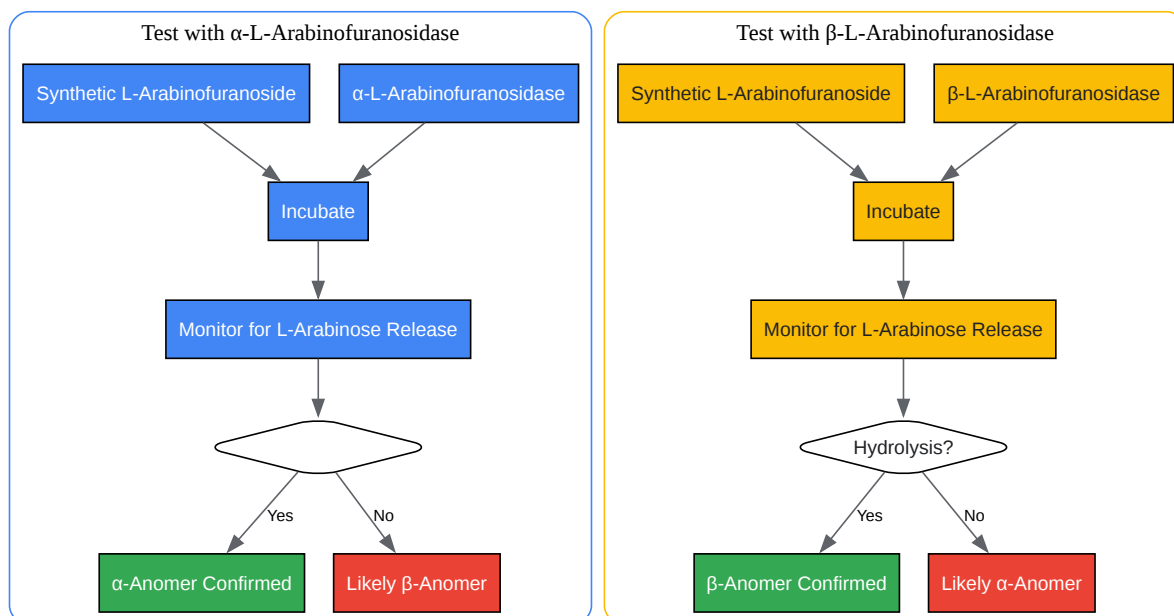 Test with α-L-Arabinofuranosidase
Synthetic L-Arabinofuranoside
α-L-Arabinofuranosidase
Incubate
Monitor for L-Arabinose Release
Yes
No
α-Anomer Confirmed
Likely β-Anomer
Test with β-L-Arabinofuranosidase
Synthetic L-Arabinofuranoside
β-L-Arabinofuranosidase
Incubate
Monitor for L-Arabinose Release
Hydrolysis?
Yes
No
β-Anomer Confirmed
Likely α-Anomer